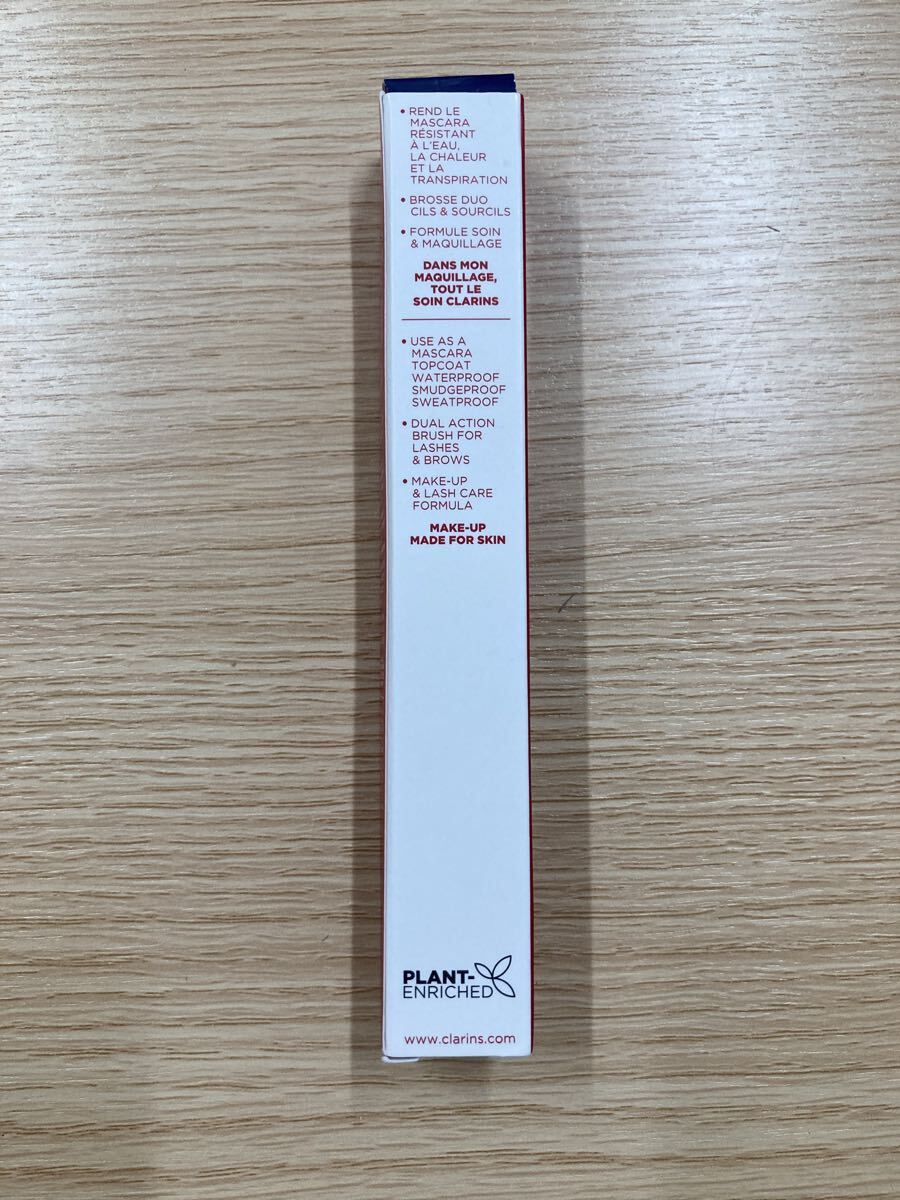 • REND LE
MASCARA
RÉSISTANT
À L'EAU,
LA CHALEUR
ET LA
TRANSPIRATION
• BROSSE DUO
CILS & SOURCILS
• FORMULE SOIN
& MAQUILLAGE
DANS MON
MAQUILLAGE,
TOUT LE
SOIN CLARINS
• USE AS A
MASCARA
TOPCOAT
WATERPROOF
SMUDGEPROOF
SWEATPROOF
• DUAL ACTION
BRUSH FOR
LASHES
& BROWS
• MAKE-UP
& LASH CARE
FORMULA
MAKE-UP
MADE FOR SKIN
PLANT-
ENRICHED
www.clarins.com